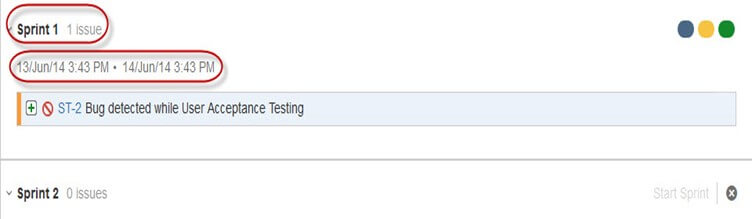 Sprint 1 1 issue
13/Jun/14 3:43 PM • 14/Jun/14 3:43 PM
ST-2 Bug detected while User Acceptance Testing
Sprint 2 0 issues Start Sprint